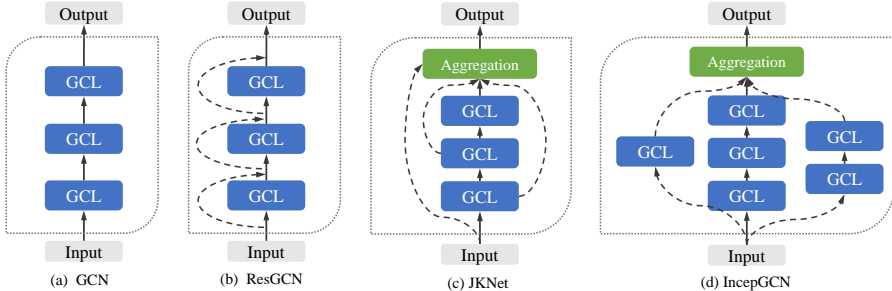 Output
GCL
GCL
GCL
Input
(a) GCN
Output
GCL
GCL
GCL
Input
(b) ResGCN
Output
Aggregation
GCL
GCL
GCL
Input
(c) JKNet
Output
Aggregation
GCL
GCL
GCL
GCL
GCL
GCL
Input
(d) IncepGCN